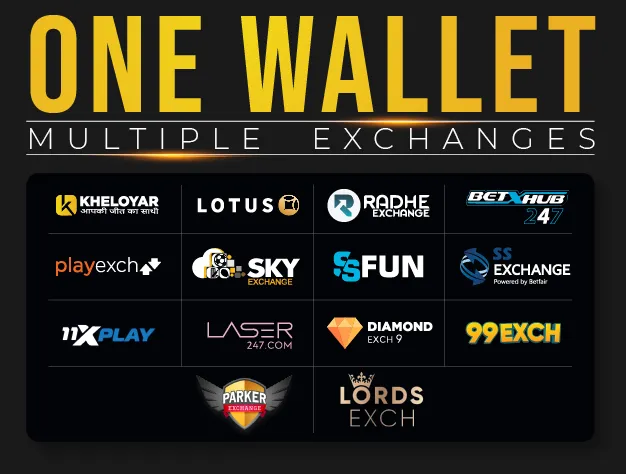 ONE WALLET
MULTIPLE EXCHANGES
KHELOYAR
आपकी जीत का साथी
LOTUS
RADHE
EXCHANGE
BETXHUB
247
playexch
SKY
EXCHANGE
SSFUN
SS
EXCHANGE
Powered by Betfair
11XPLAY
LASER
247.COM
DIAMOND
EXCH 9
99EXCH
PARKER
EXCHANGE
LORDS
EXCH